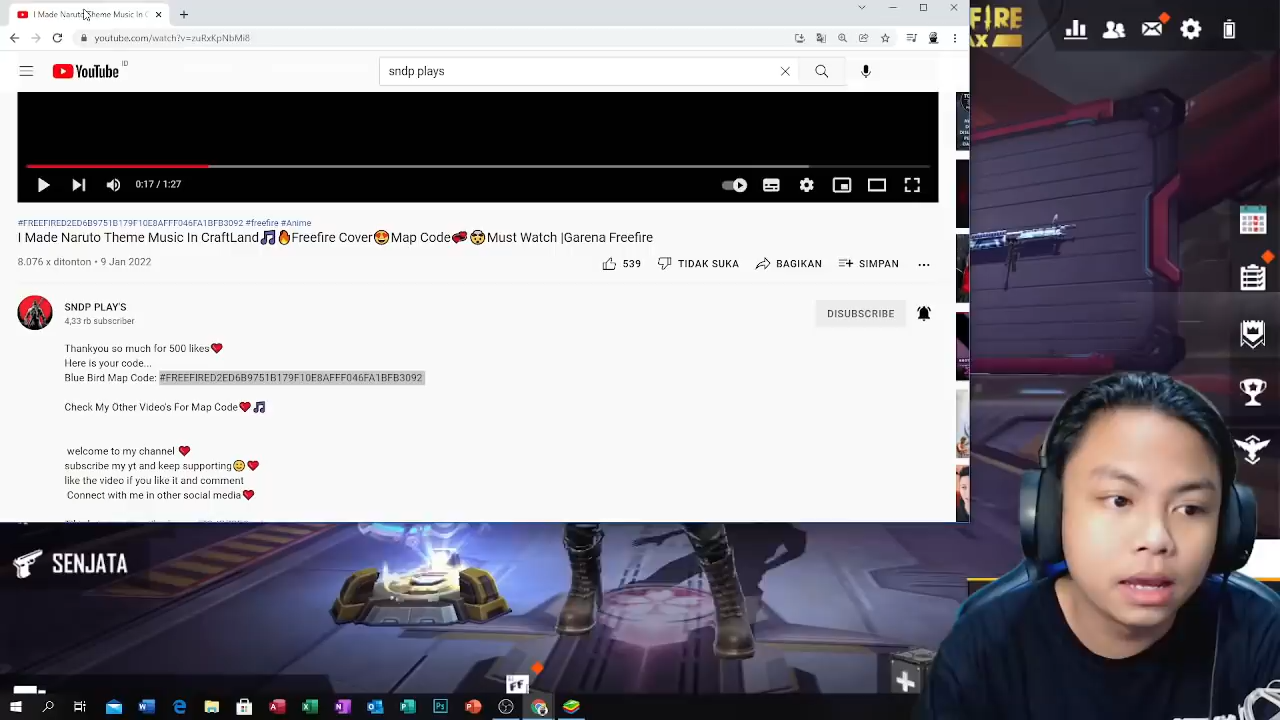 I Made Naruto Theme Music In C
youtube.com/watch?v=zuRxKpNbMi8
YouTube ID
sndp plays
0:17 / 1:27
#FREEFIRED2ED6B9751B179F10E8AFFF046FA1BFB3092 #freefire #Anime
I Made Naruto Theme Music In CraftLand🎵🔥Freefire Cover😍Map Code💕😎Must Watch |Garena Freefire
8.076 x ditonton • 9 Jan 2022
539 TIDAK SUKA BAGIKAN SIMPAN
SNDP PLAY'S
4,33 rb subscriber
DISUBSCRIBE
Thankyou so much for 500 likes❤
Here is your code...
Blue Bird Map Code: #FREEFIRED2ED6B9751B179F10E8AFFF046FA1BFB3092
Check My Other Video's For Map Code❤🎵
welcome to my channel ❤
subscribe my yt and keep supporting😊❤
like the video if you like it and comment
Connect with me in other social media❤
FIRE
AX
SENJATA